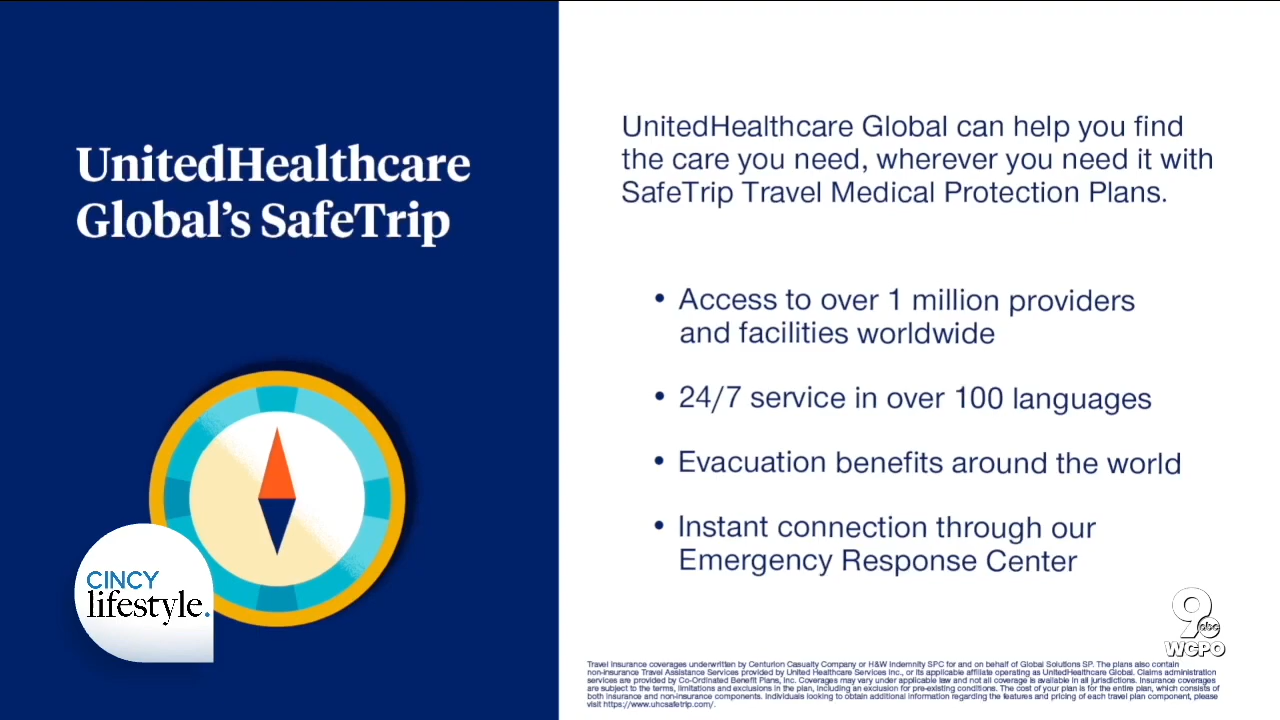 UnitedHealthcare
Global’s SafeTrip
UnitedHealthcare Global can help you find
the care you need, wherever you need it with
SafeTrip Travel Medical Protection Plans.
• Access to over 1 million providers
and facilities worldwide
• 24/7 service in over 100 languages
• Evacuation benefits around the world
• Instant connection through our
Emergency Response Center
CINCY
lifestyle.
9
abc
WCPO
Travel Insurance coverages underwritten by Centurion Casualty Company or H&W Indemnity SPC for and on behalf of Global Solutions SP. The plans also contain
non-insurance Travel Assistance Services provided by United Healthcare Services Inc., or its applicable affiliate operating as UnitedHealthcare Global. Claims administration
services are provided by Co-Ordinated Benefit Plans, Inc. Coverages may vary under applicable law and not all coverage is available in all jurisdictions. Insurance coverages
are subject to the terms, limitations and exclusions in the plan, including an exclusion for pre-existing conditions. The cost of your plan is for the entire plan, which consists of
both insurance and non-insurance components. Individuals looking to obtain additional information regarding the features and pricing of each travel plan component, please
visit https://www.uhcsafetrip.com/.